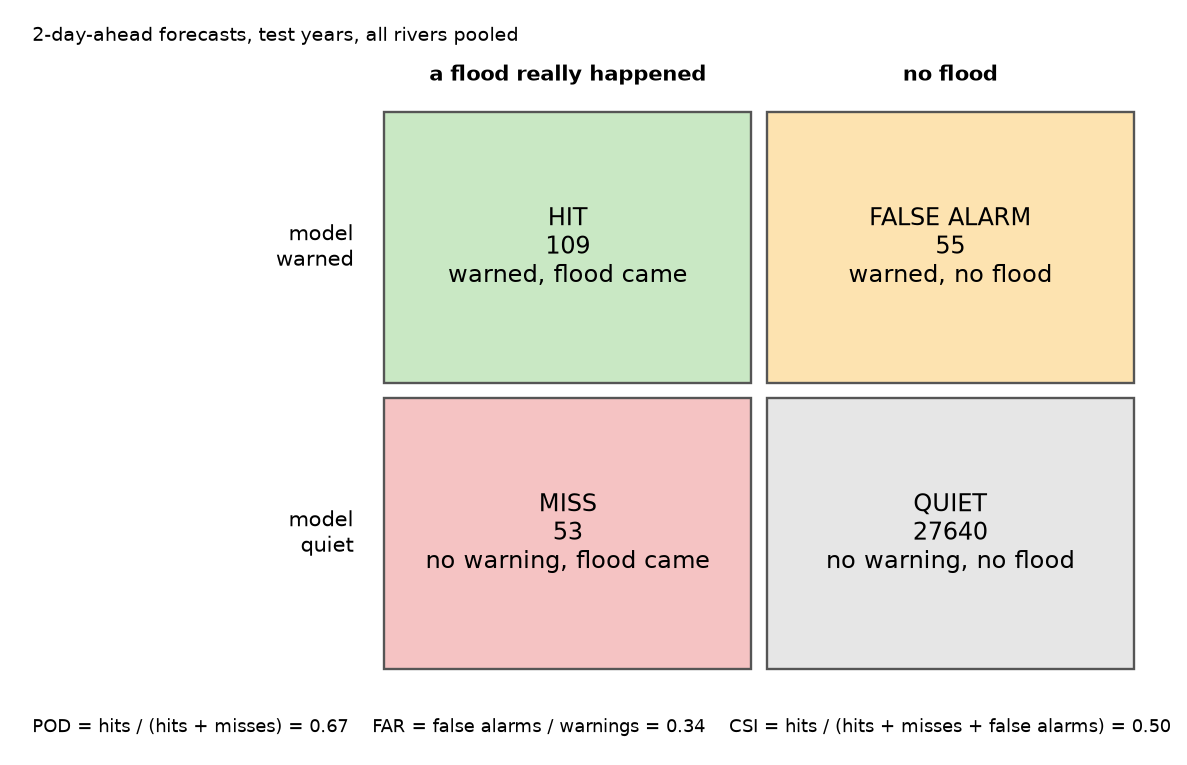 2-day-ahead forecasts, test years, all rivers pooled
a flood really happened
no flood
model
warned
HIT
109
warned, flood came
FALSE ALARM
55
warned, no flood
model
quiet
MISS
53
no warning, flood came
QUIET
27640
no warning, no flood
POD = hits / (hits + misses) = 0.67    FAR = false alarms / warnings = 0.34    CSI = hits / (hits + misses + false alarms) = 0.50